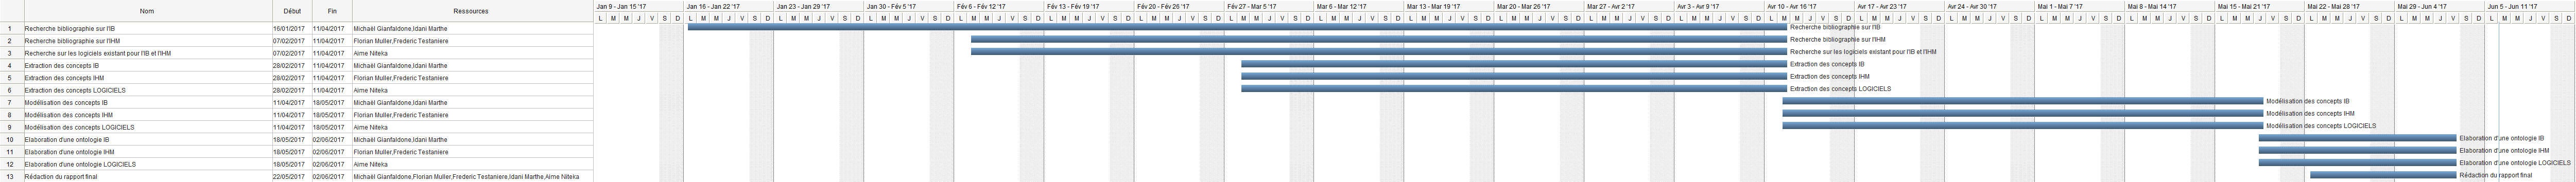 Nom Début Fin Ressources Jan 9 - Jan 15 '17 Jan 16 - Jan 22 '17 Jan 23 - Jan 29 '17 Jan 30 - Fév 5 '17 Fév 6 - Fév 12 '17 Fév 13 - Fév 19 '17 Fév 20 - Fév 26 '17 Fév 27 - Mar 5 '17 Mar 6 - Mar 12 '17 Mar 13 - Mar 19 '17 Mar 20 - Mar 26 '17 Mar 27 - Avr 2 '17 Avr 3 - Avr 9 '17 Avr 10 - Avr 16 '17 Avr 17 - Avr 23 '17 Avr 24 - Avr 30 '17 Mai 1 - Mai 7 '17 Mai 8 - Mai 14 '17 Mai 15 - Mai 21 '17 Mai 22 - Mai 28 '17 Mai 29 - Jun 4 '17 Jun 5 - Jun 11 '17
L M M J V S D L M M J V S D L M M J V S D L M M J V S D L M M J V S D L M M J V S D L M M J V S D L M M J V S D L M M J V S D L M M J V S D L M M J V S D L M M J V S D L M M J V S D L M M J V S D L M M J V S D L M M J V S D L M M J V S D L M M J V S D L M M J V S D L M M J V S D L M M J V S D L M M J V S D
1 Recherche bibliographie sur l'IB 16/01/2017 11/04/2017 Michaël Gianfaldone,Idani Marthe Recherche bibliographie sur l'IB
2 Recherche bibliographie sur l'IHM 07/02/2017 11/04/2017 Florian Muller,Frederic Testaniere Recherche bibliographie sur l'IHM
3 Recherche sur les logiciels existant pour l'IB et l'IHM 07/02/2017 11/04/2017 Aime Niteka Recherche sur les logiciels existant pour l'IB et l'IHM
4 Extraction des concepts IB 28/02/2017 11/04/2017 Michaël Gianfaldone,Idani Marthe Extraction des concepts IB
5 Extraction des concepts IHM 28/02/2017 11/04/2017 Florian Muller,Frederic Testaniere Extraction des concepts IHM
6 Extraction des concepts LOGICIELS 28/02/2017 11/04/2017 Aime Niteka Extraction des concepts LOGICIELS
7 Modélisation des concepts IB 11/04/2017 18/05/2017 Michaël Gianfaldone,Idani Marthe Modélisation des concepts IB
8 Modélisation des concepts IHM 11/04/2017 18/05/2017 Florian Muller,Frederic Testaniere Modélisation des concepts IHM
9 Modélisation des concepts LOGICIELS 11/04/2017 18/05/2017 Aime Niteka Modélisation des concepts LOGICIELS
10 Elaboration d'une ontologie IB 18/05/2017 02/06/2017 Michaël Gianfaldone,Idani Marthe Elaboration d'une ontologie IB
11 Elaboration d'une ontologie IHM 18/05/2017 02/06/2017 Florian Muller,Frederic Testaniere Elaboration d'une ontologie IHM
12 Elaboration d'une ontologie LOGICIELS 18/05/2017 02/06/2017 Aime Niteka Elaboration d'une ontologie LOGICIELS
13 Rédaction du rapport final 22/05/2017 02/06/2017 Michaël Gianfaldone,Florian Muller,Frederic Testaniere,Idani Marthe,Aime Niteka Rédaction du rapport final